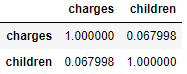 charges children
charges 1.000000 0.067998
children 0.067998 1.000000